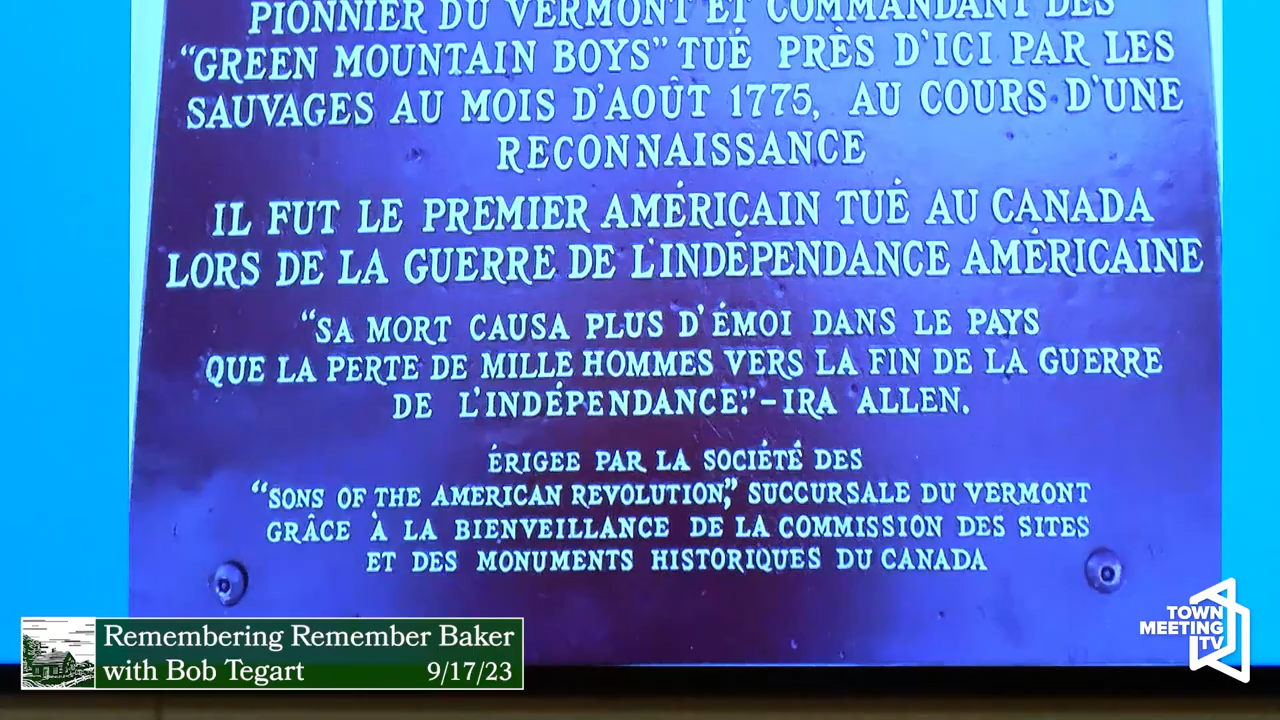 PIONNIER DU VERMONT ET COMMANDANT DES
“GREEN MOUNTAIN BOYS” TUÉ PRÈS D'ICI PAR LES
SAUVAGES AU MOIS D'AOÛT 1775, AU COURS D'UNE
RECONNAISSANCE
IL FUT LE PREMIER AMÉRICAIN TUÉ AU CANADA
LORS DE LA GUERRE DE L'INDÉPENDANCE AMÉRICAINE
“SA MORT CAUSA PLUS D'ÉMOI DANS LE PAYS
QUE LA PERTE DE MILLE HOMMES VERS LA FIN DE LA GUERRE
DE L'INDÉPENDANCE.”-IRA ALLEN.
ÉRIGEE PAR LA SOCIÉTÉ DES
“SONS OF THE AMERICAN REVOLUTION,” SUCCURSALE DU VERMONT
GRÂCE À LA BIENVEILLANCE DE LA COMMISSION DES SITES
ET DES MONUMENTS HISTORIQUES DU CANADA
Remembering Remember Baker
with Bob Tegart 9/17/23
TOWN
MEETING
TV